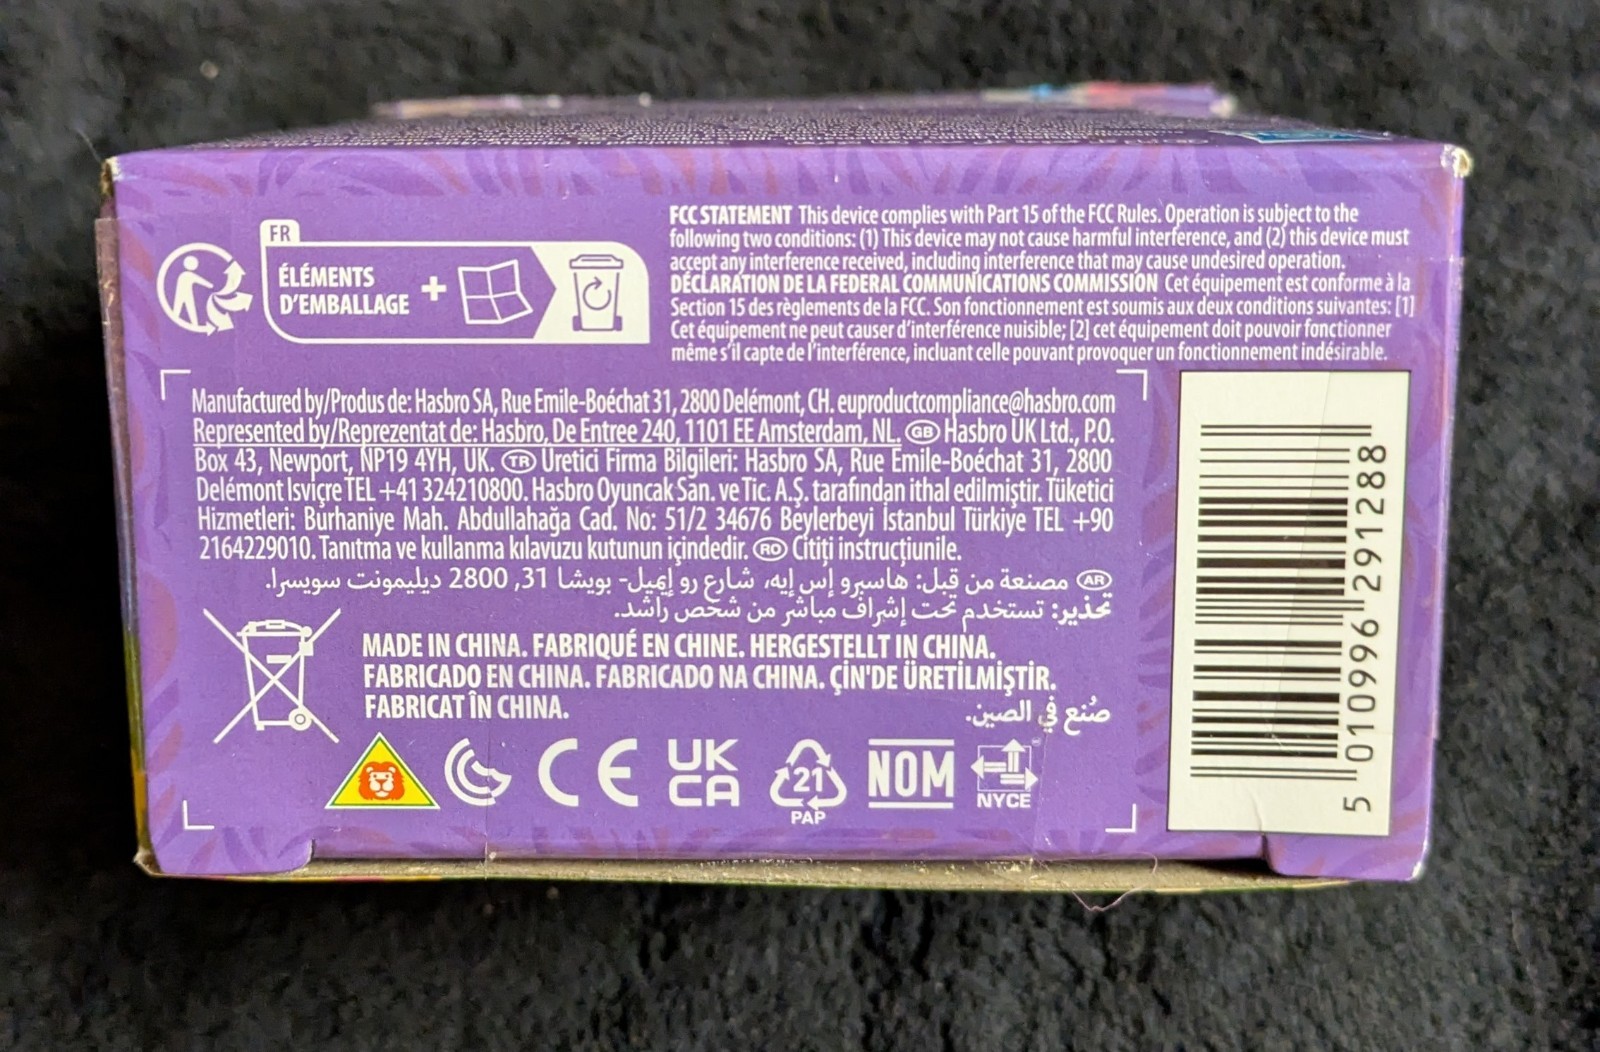 FR
ÉLÉMENTS
D'EMBALLAGE
+
FCC STATEMENT This device complies with Part 15 of the FCC Rules. Operation is subject to the
following two conditions: (1) This device may not cause harmful interference, and (2) this device must
accept any interference received, including interference that may cause undesired operation.
DÉCLARATION DE LA FEDERAL COMMUNICATIONS COMMISSION Cet équipement est conforme à la
Section 15 des règlements de la FCC. Son fonctionnement est soumis aux deux conditions suivantes: [1]
Cet équipement ne peut causer d'interférence nuisible; [2] cet équipement doit pouvoir fonctionner
même s'il capte de l'interférence, incluant celle pouvant provoquer un fonctionnement indésirable.
Manufactured by/Produs de: Hasbro SA, Rue Emile-Boéchat 31, 2800 Delémont, CH. euproductcompliance@hasbro.com
Represented by/Reprezentat de: Hasbro, De Entree 240, 1101 EE Amsterdam, NL. GB Hasbro UK Ltd., P.O.
Box 43, Newport, NP19 4YH, UK. TR Üretici Firma Bilgileri: Hasbro SA, Rue Emile-Boéchat 31, 2800
Delémont İsviçre TEL +41 324210800. Hasbro Oyuncak San. ve Tic. A.Ş. tarafından ithal edilmiştir. Tüketici
Hizmetleri: Burhaniye Mah. Abdullahağa Cad. No: 51/2 34676 Beylerbeyi İstanbul Türkiye TEL +90
2164229010. Tanıtma ve kullanma kılavuzu kutunun içindedir. RO Citiți instrucțiunile.
AR مصنعة من قبل: هاسبرو إس إيه، شارع رو إيميل- بويشا 31, 2800 ديليمونت سويسرا.
تحذير: تستخدم تحت إشراف مباشر من شخص راشد.
MADE IN CHINA. FABRIQUÉ EN CHINE. HERGESTELLT IN CHINA.
FABRICADO EN CHINA. FABRICADO NA CHINA. ÇİN'DE ÜRETİLMİŞTİR.
FABRICAT ÎN CHINA. صُنع في الصين.
CE
UK
CA
21
PAP
NOM
NYCE
5 010996 291288